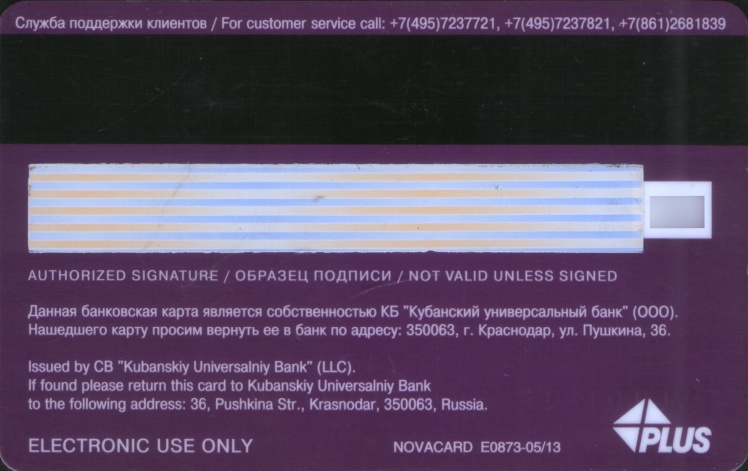 Служба поддержки клиентов / For customer service call: +7(495)7237721, +7(495)7237821, +7(861)2681839
AUTHORIZED SIGNATURE / ОБРАЗЕЦ ПОДПИСИ / NOT VALID UNLESS SIGNED
Данная банковская карта является собственностью КБ "Кубанский универсальный банк" (ООО).
Нашедшего карту просим вернуть ее в банк по адресу: 350063, г. Краснодар, ул. Пушкина, 36.
Issued by CB "Kubanskiy Universalniy Bank" (LLC).
If found please return this card to Kubanskiy Universalniy Bank
to the following address: 36, Pushkina Str., Krasnodar, 350063, Russia.
ELECTRONIC USE ONLY
NOVACARD E0873-05/13
PLUS